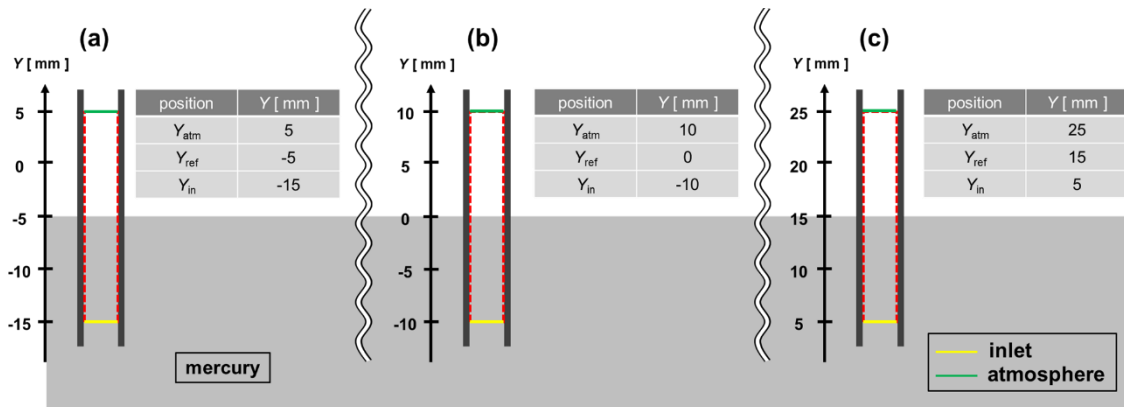 (a)
Y [ mm ]
5
0
-5
-10
-15
position Y [ mm ]
Yatm 5
Yref -5
Yin -15
mercury
(b)
Y [ mm ]
10
5
0
-5
-10
position Y [ mm ]
Yatm 10
Yref 0
Yin -10
(c)
Y [ mm ]
25
20
15
10
5
position Y [ mm ]
Yatm 25
Yref 15
Yin 5
inlet
atmosphere